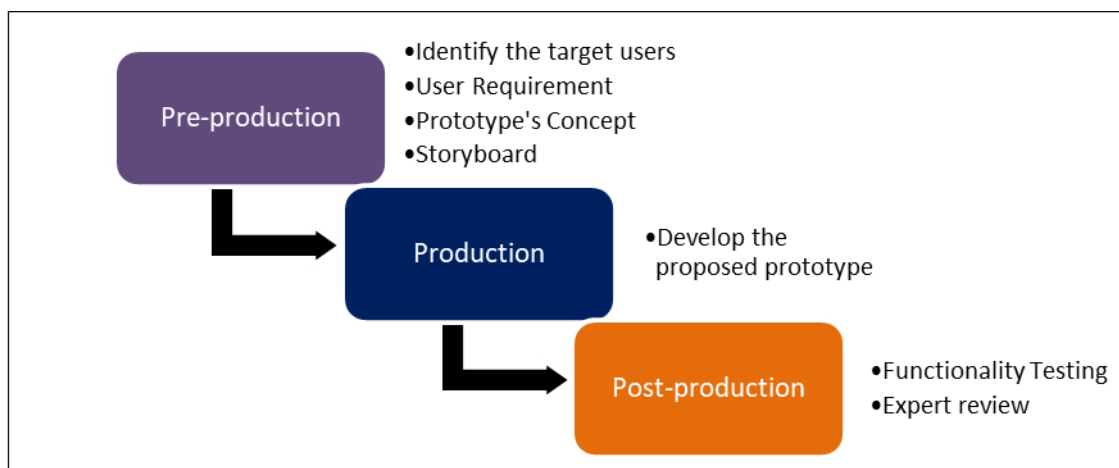 Pre-production
•Identify the target users
•User Requirement
•Prototype's Concept
•Storyboard
Production
•Develop the
proposed prototype
Post-production
•Functionality Testing
•Expert review